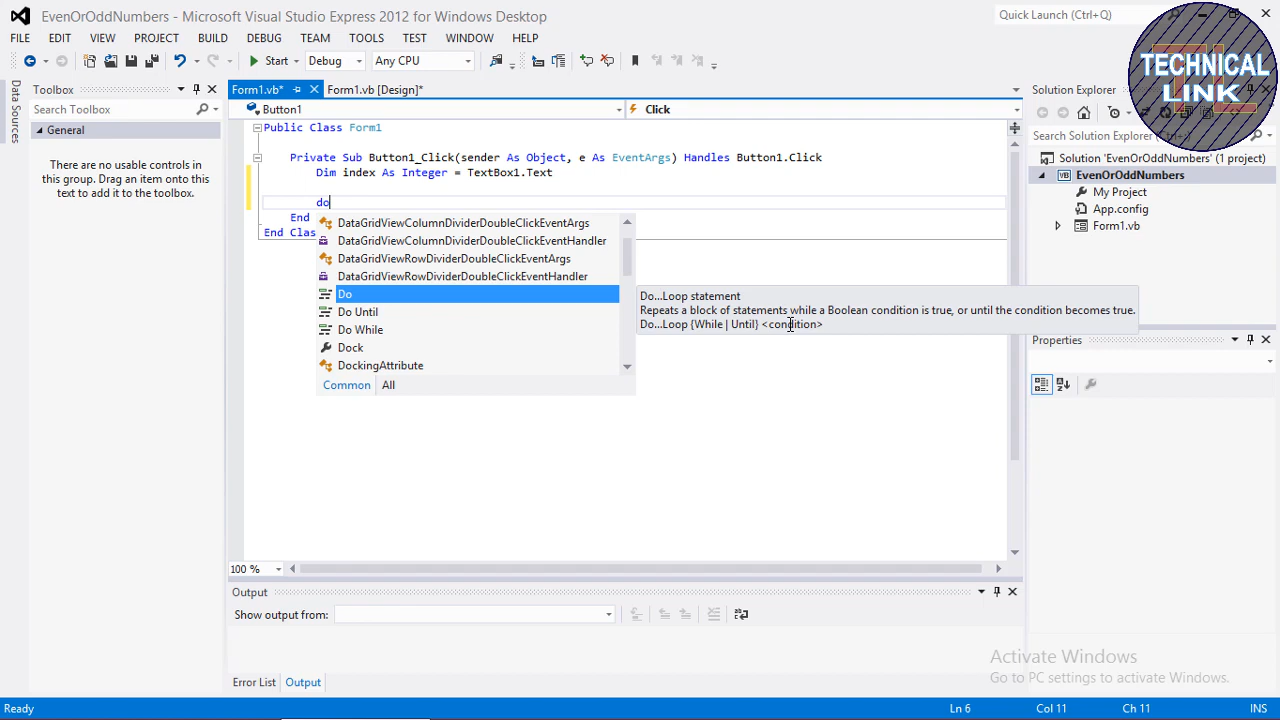 EvenOrOddNumbers - Microsoft Visual Studio Express 2012 for Windows Desktop
Quick Launch (Ctrl+Q)
FILE EDIT VIEW PROJECT BUILD DEBUG TEAM TOOLS TEST WINDOW HELP
Start Debug Any CPU
TECHNICAL
LINK
Data Sources
Toolbox
Search Toolbox
General
There are no usable controls in
this group. Drag an item onto this
text to add it to the toolbox.
Form1.vb* Form1.vb [Design]*
Button1 Click
Public Class Form1
Private Sub Button1_Click(sender As Object, e As EventArgs) Handles Button1.Click
Dim index As Integer = TextBox1.Text
do
End
End Clas
DataGridViewColumnDividerDoubleClickEventArgs
DataGridViewColumnDividerDoubleClickEventHandler
DataGridViewRowDividerDoubleClickEventArgs
DataGridViewRowDividerDoubleClickEventHandler
Do
Do Until
Do While
Dock
DockingAttribute
Common All
Do...Loop statement
Repeats a block of statements while a Boolean condition is true, or until the condition becomes true.
Do...Loop {While | Until} <condition>
100 %
Output
Show output from:
Error List Output
Solution Explorer
Search Solution Explorer
Solution 'EvenOrOddNumbers' (1 project)
EvenOrOddNumbers
My Project
App.config
Form1.vb
Properties
Activate Windows
Go to PC settings to activate Windows.
Ready Ln 6 Col 11 Ch 11 INS